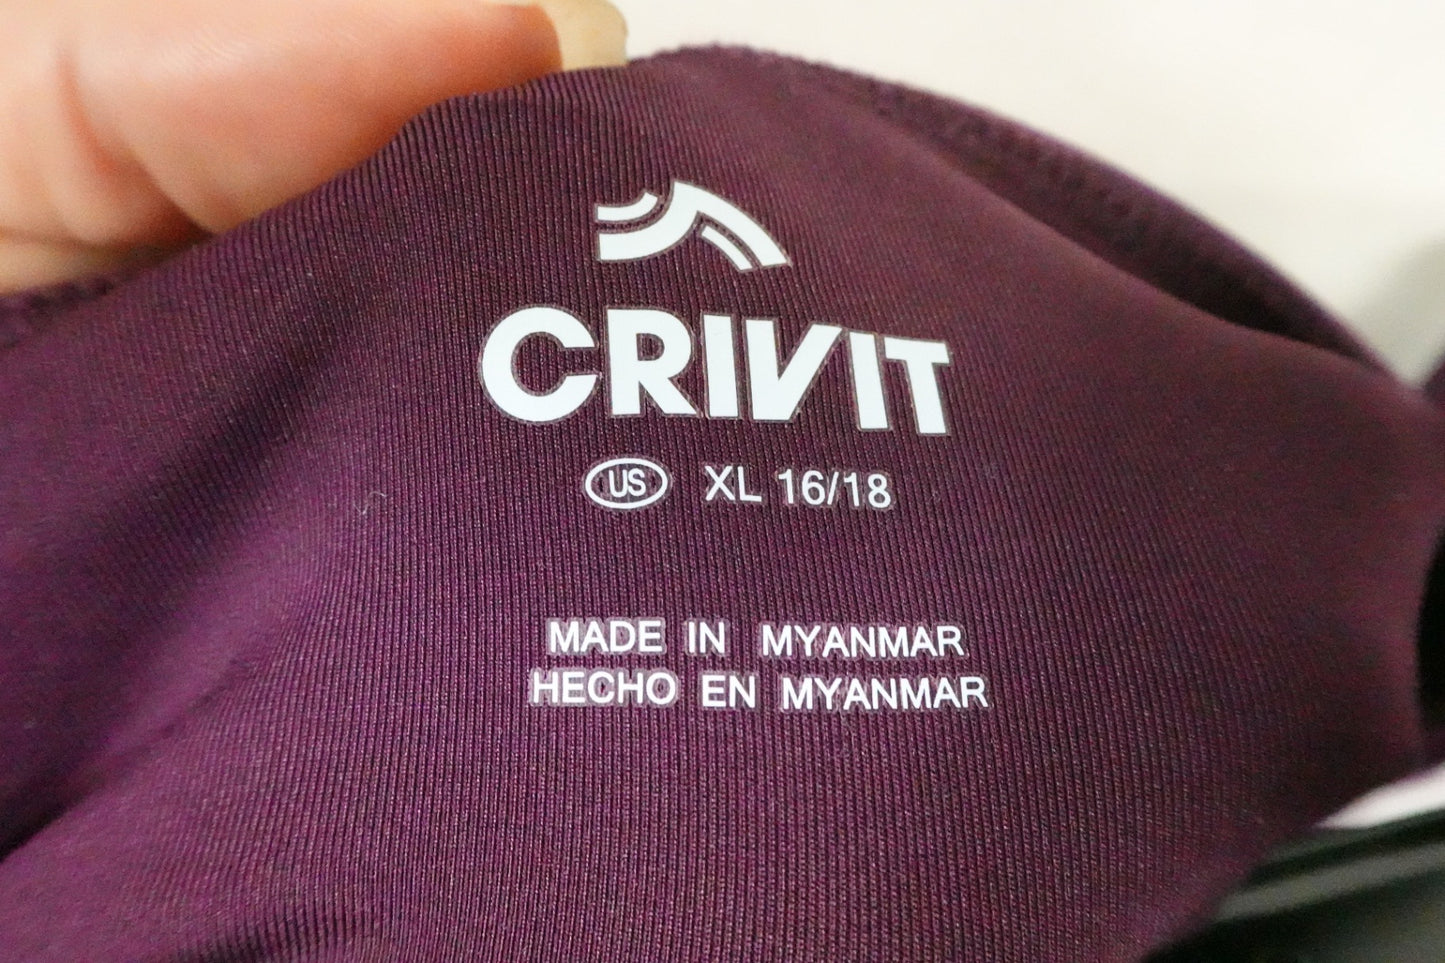 CRIVIT
US XL 16/18
MADE IN MYANMAR
HECHO EN MYANMAR